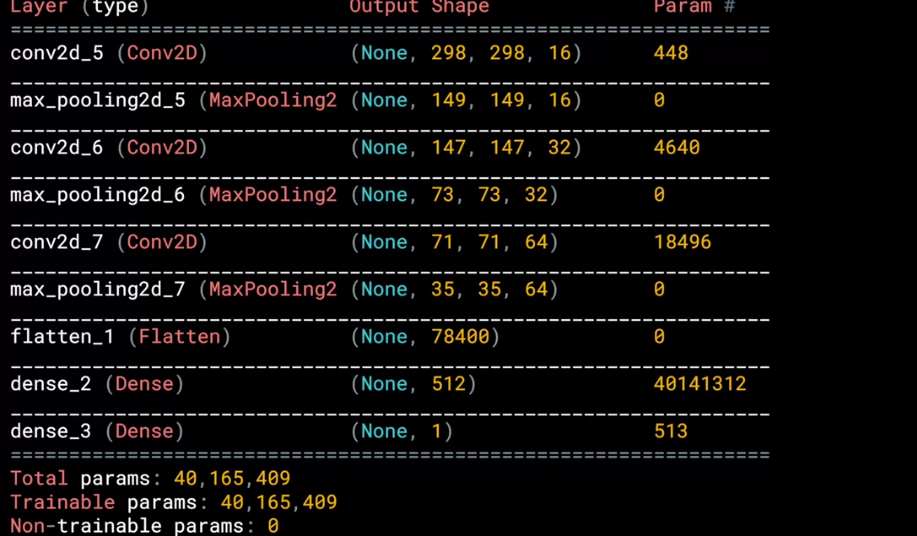 Layer (type) Output Shape Param #
=================================================================
conv2d_5 (Conv2D) (None, 298, 298, 16) 448
_________________________________________________________________
max_pooling2d_5 (MaxPooling2 (None, 149, 149, 16) 0
_________________________________________________________________
conv2d_6 (Conv2D) (None, 147, 147, 32) 4640
_________________________________________________________________
max_pooling2d_6 (MaxPooling2 (None, 73, 73, 32) 0
_________________________________________________________________
conv2d_7 (Conv2D) (None, 71, 71, 64) 18496
_________________________________________________________________
max_pooling2d_7 (MaxPooling2 (None, 35, 35, 64) 0
_________________________________________________________________
flatten_1 (Flatten) (None, 78400) 0
_________________________________________________________________
dense_2 (Dense) (None, 512) 40141312
_________________________________________________________________
dense_3 (Dense) (None, 1) 513
=================================================================
Total params: 40,165,409
Trainable params: 40,165,409
Non-trainable params: 0